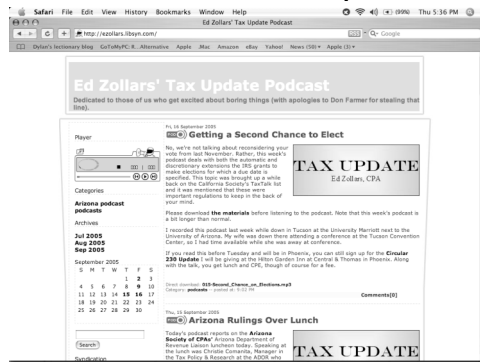 Safari File Edit View History Bookmarks Window Help (99%) Thu 5:36 PM
Ed Zollars' Tax Update Podcast
http://ezollars.libsyn.com/ Google
Dylan's lectionary blog GoToMyPC: R...Alternative Apple .Mac Amazon eBay Yahoo! News (50) Apple (3)
Ed Zollars' Tax Update Podcast
Dedicated to those of us who get excited about boring things (with apologies to Don Farmer for stealing that
line).
Player
Categories
Arizona podcast
podcasts
Archives
Jul 2005
Aug 2005
Sep 2005
September 2005
S M T W T F S
1 2 3
4 5 6 7 8 9 10
11 12 13 14 15 16 17
18 19 20 21 22 23 24
25 26 27 28 29 30
Search
Syndication
Fri, 16 September 2005
Getting a Second Chance to Elect
No, we're not talking about reconsidering your
vote from last November. Rather, this week's
podcast deals with both the automatic and
discretionary extensions the IRS grants to
make elections for which a due date is
specified. This topic was brought up a while
back on the California Society's TaxTalk list
and it was mentioned that these were
important regulations to keep in the back of
your mind.
TAX UPDATE
Ed Zollars, CPA
Please download the materials before listening to the podcast. Note that this week's podcast is
a bit longer than normal.
I recorded this podcast last week while down in Tucson at the University Marriott next to the
University of Arizona. My wife was down there attending a conference at the Tucson Convention
Center, so I had time available while she was away at conference.
If you read this before Tuesday and will be in Phoenix, you can still sign up for the Circular
230 Update I will be giving at the Hilton Garden Inn at Central & Thomas in Phoenix. Along
with the talk, you get lunch and CPE, though of course for a fee.
Direct download: 015-Second_Chance_on_Elections.mp3
Category: podcasts -- posted at: 9:02 PM
Comments[0]
Thu, 15 September 2005
Arizona Rulings Over Lunch
Today's podcast reports on the Arizona
Society of CPAs' Arizona Department of
Revenue Liaison luncheon today. Speaking at
the lunch was Christie Comanita, Manager in
the Tax Policy & Research at the ADOR who
TAX UPDATE